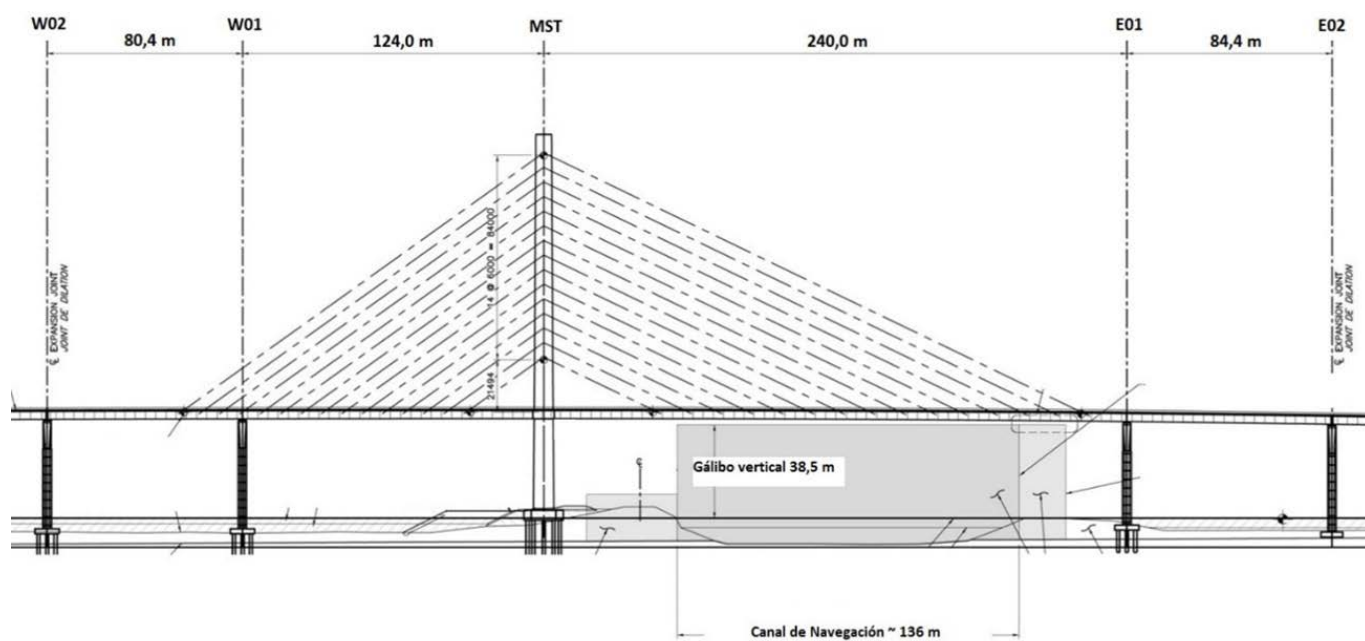 W02
W01
MST
E01
E02
80,4 m
124,0 m
240,0 m
84,4 m
14 @ 6000 = 84000
21494
℄ EXPANSION JOINT
JOINT DE DILATION
℄ EXPANSION JOINT
JOINT DE DILATION
℄
Gálibo vertical 38,5 m
Canal de Navegación ~ 136 m